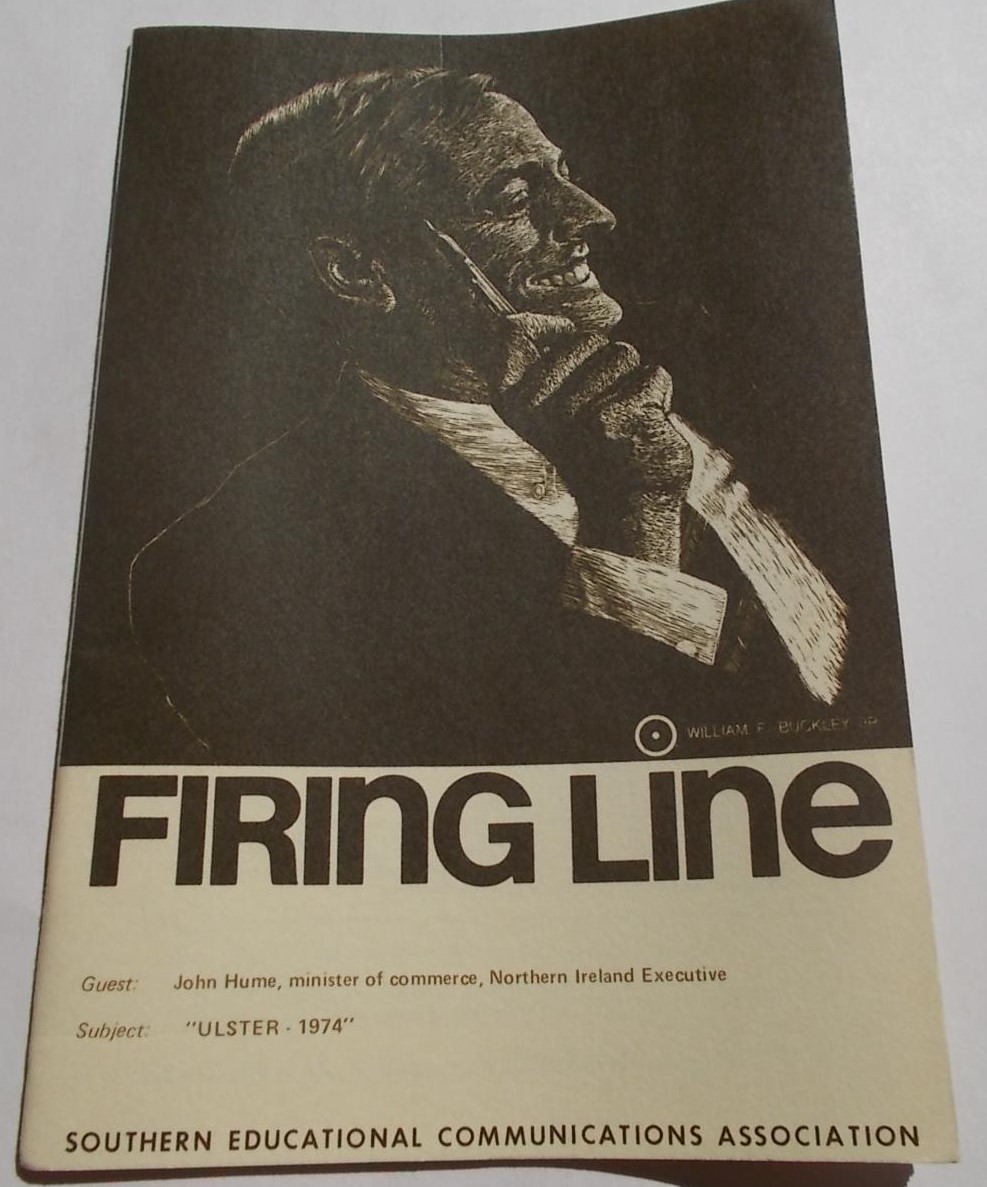 WILLIAM F. BUCKLEY JR
FIRING LINE
Guest: John Hume, minister of commerce, Northern Ireland Executive
Subject: "ULSTER - 1974"
SOUTHERN EDUCATIONAL COMMUNICATIONS ASSOCIATION